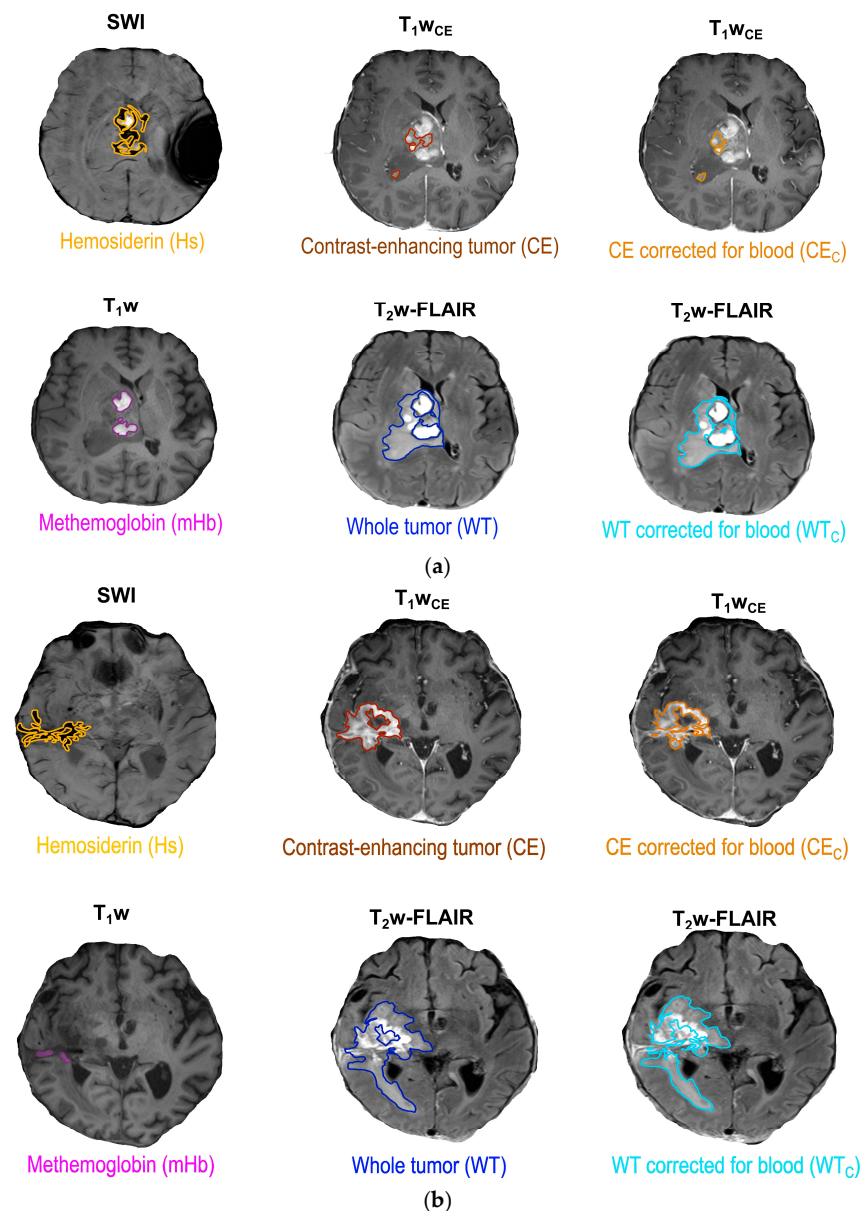 SWI
T₁wCE
T₁wCE
Hemosiderin (Hs)
Contrast-enhancing tumor (CE)
CE corrected for blood (CEC)
T₁w
T₂w-FLAIR
T₂w-FLAIR
Methemoglobin (mHb)
Whole tumor (WT)
WT corrected for blood (WTC)
(a)
SWI
T₁wCE
T₁wCE
Hemosiderin (Hs)
Contrast-enhancing tumor (CE)
CE corrected for blood (CEC)
T₁w
T₂w-FLAIR
T₂w-FLAIR
Methemoglobin (mHb)
Whole tumor (WT)
WT corrected for blood (WTC)
(b)